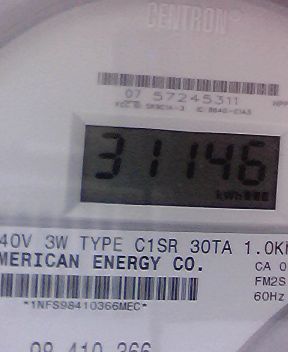 CENTRON
07 57245311
31146
kWh
40V 3W TYPE C1SR 30TA 1.0K
MERICAN ENERGY CO.
CA 0
FM2S
60Hz
*1NFS98410366MEC*
98 410 366